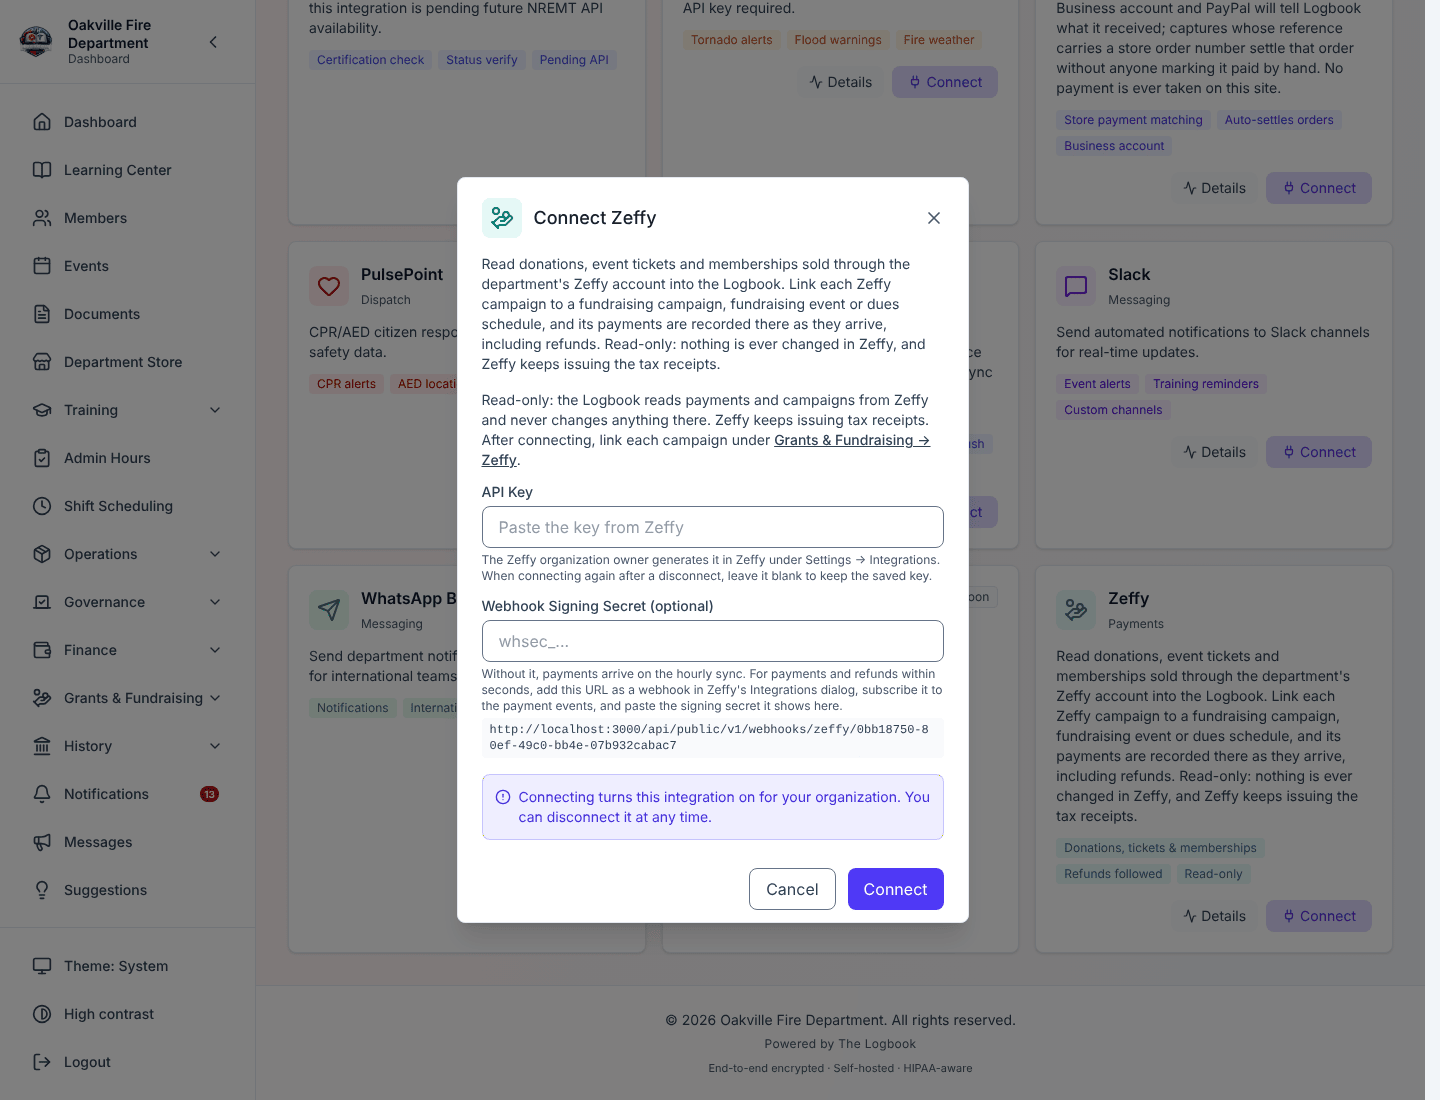 Oakville Fire
Department
Dashboard
Dashboard
Learning Center
Members
Events
Documents
Department Store
Training
Admin Hours
Shift Scheduling
Operations
Governance
Finance
Grants & Fundraising
History
Notifications
13
Messages
Suggestions
Theme: System
High contrast
Logout
this integration is pending future NREMT API
availability.
Certification check
Status verify
Pending API
API key required.
Tornado alerts
Flood warnings
Fire weather
Details
Connect
Business account and PayPal will tell Logbook
what it received; captures whose reference
carries a store order number settle that order
without anyone marking it paid by hand. No
payment is ever taken on this site.
Store payment matching
Auto-settles orders
Business account
Details
Connect
PulsePoint
Dispatch
CPR/AED citizen
safety data.
CPR alerts
AED
Slack
Messaging
Send automated notifications to Slack channels
for real-time updates.
Event alerts
Training reminders
Custom channels
Details
Connect
WhatsApp
Messaging
Send department
for international teams
Notifications
Zeffy
Payments
Read donations, event tickets and
memberships sold through the department's
Zeffy account into the Logbook. Link each
Zeffy campaign to a fundraising campaign,
fundraising event or dues schedule, and its
payments are recorded there as they arrive,
including refunds. Read-only: nothing is ever
changed in Zeffy, and Zeffy keeps issuing the
tax receipts.
Donations, tickets & memberships
Refunds followed
Read-only
Details
Connect
Connect Zeffy
Read donations, event tickets and memberships sold through the
department's Zeffy account into the Logbook. Link each Zeffy
campaign to a fundraising campaign, fundraising event or dues
schedule, and its payments are recorded there as they arrive,
including refunds. Read-only: nothing is ever changed in Zeffy, and
Zeffy keeps issuing the tax receipts.
Read-only: the Logbook reads payments and campaigns from Zeffy
and never changes anything there. Zeffy keeps issuing tax receipts.
After connecting, link each campaign under Grants & Fundraising →
Zeffy.
API Key
Paste the key from Zeffy
The Zeffy organization owner generates it in Zeffy under Settings → Integrations.
When connecting again after a disconnect, leave it blank to keep the saved key.
Webhook Signing Secret (optional)
whsec_...
Without it, payments arrive on the hourly sync. For payments and refunds within
seconds, add this URL as a webhook in Zeffy's Integrations dialog, subscribe it to
the payment events, and paste the signing secret it shows here.
http://localhost:3000/api/public/v1/webhooks/zeffy/0bb18750-8
0ef-49c0-bb4e-07b932cabac7
Connecting turns this integration on for your organization. You
can disconnect it at any time.
Cancel
Connect
© 2026 Oakville Fire Department. All rights reserved.
Powered by The Logbook
End-to-end encrypted · Self-hosted · HIPAA-aware